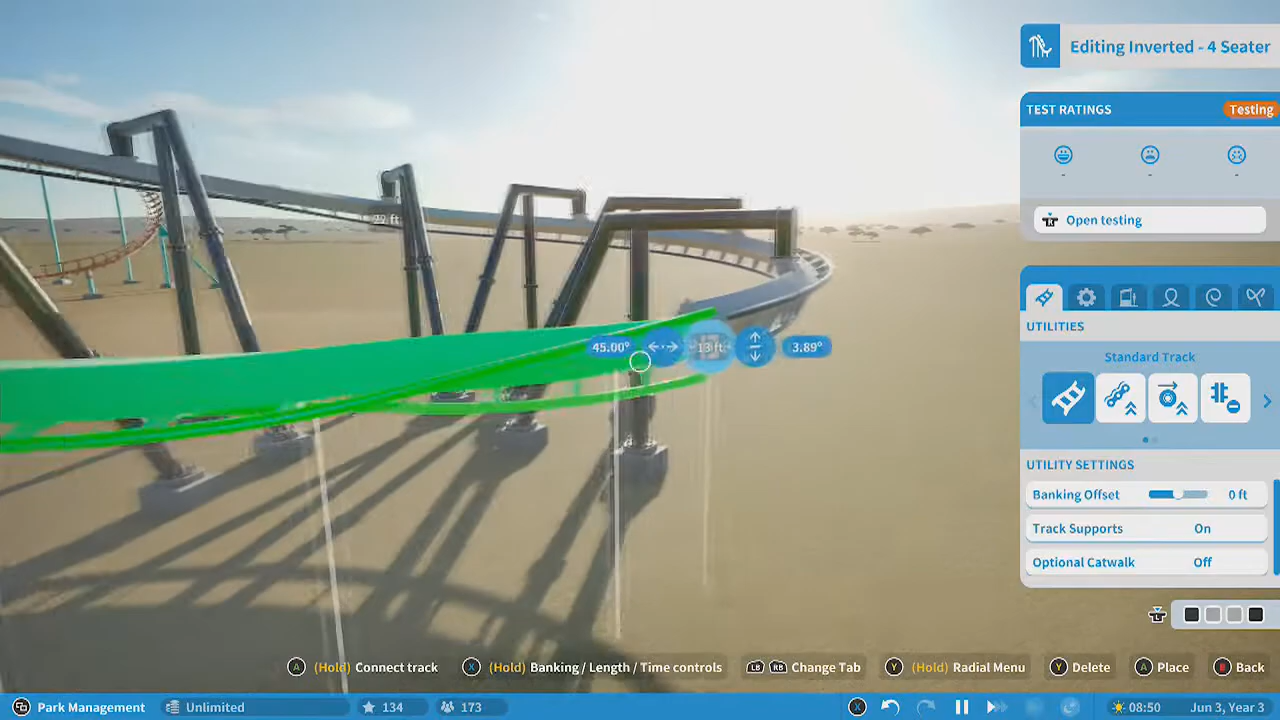 Editing Inverted - 4 Seater
TEST RATINGS
Testing
- - -
Open testing
UTILITIES
Standard Track
UTILITY SETTINGS
Banking Offset 0 ft
Track Supports On
Optional Catwalk Off
29 ft
45.00° 13 ft 3.89°
A (Hold) Connect track X (Hold) Banking / Length / Time controls LB RB Change Tab Y (Hold) Radial Menu Y Delete A Place B Back
Park Management Unlimited 134 173 X 08:50 Jun 3, Year 3